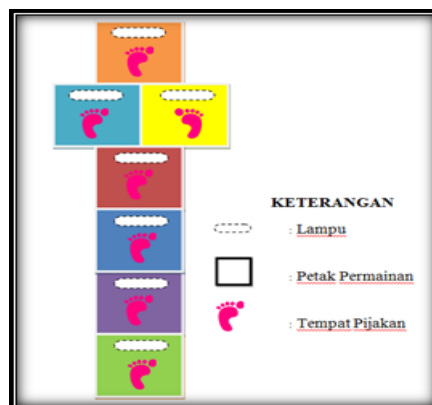 KETERANGAN
: Lampu
: Petak Permainan
: Tempat Pijakan